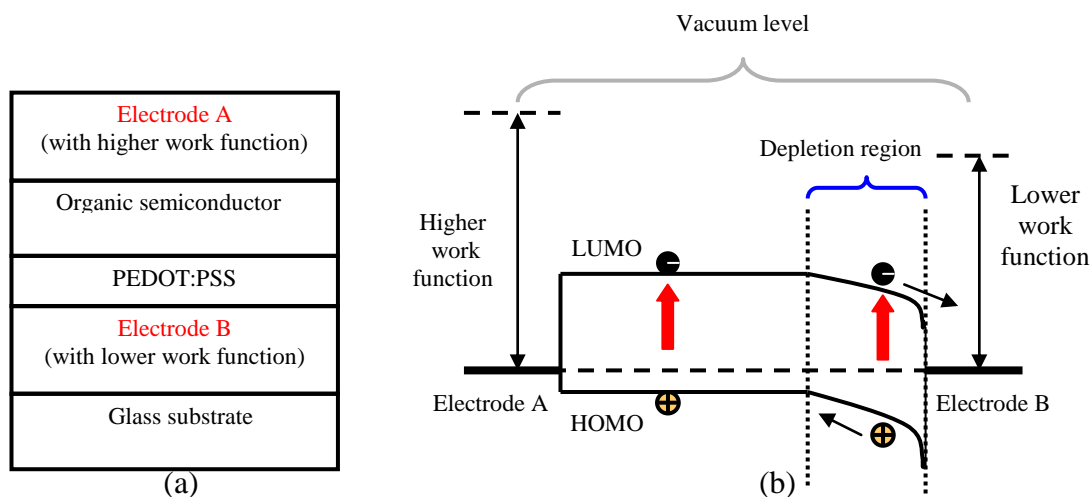 Electrode A
(with higher work function)
Organic semiconductor
PEDOT:PSS
Electrode B
(with lower work function)
Glass substrate
(a)
Vacuum level
Depletion region
Higher
work
function
Lower
work
function
LUMO
Electrode A
HOMO
Electrode B
(b)